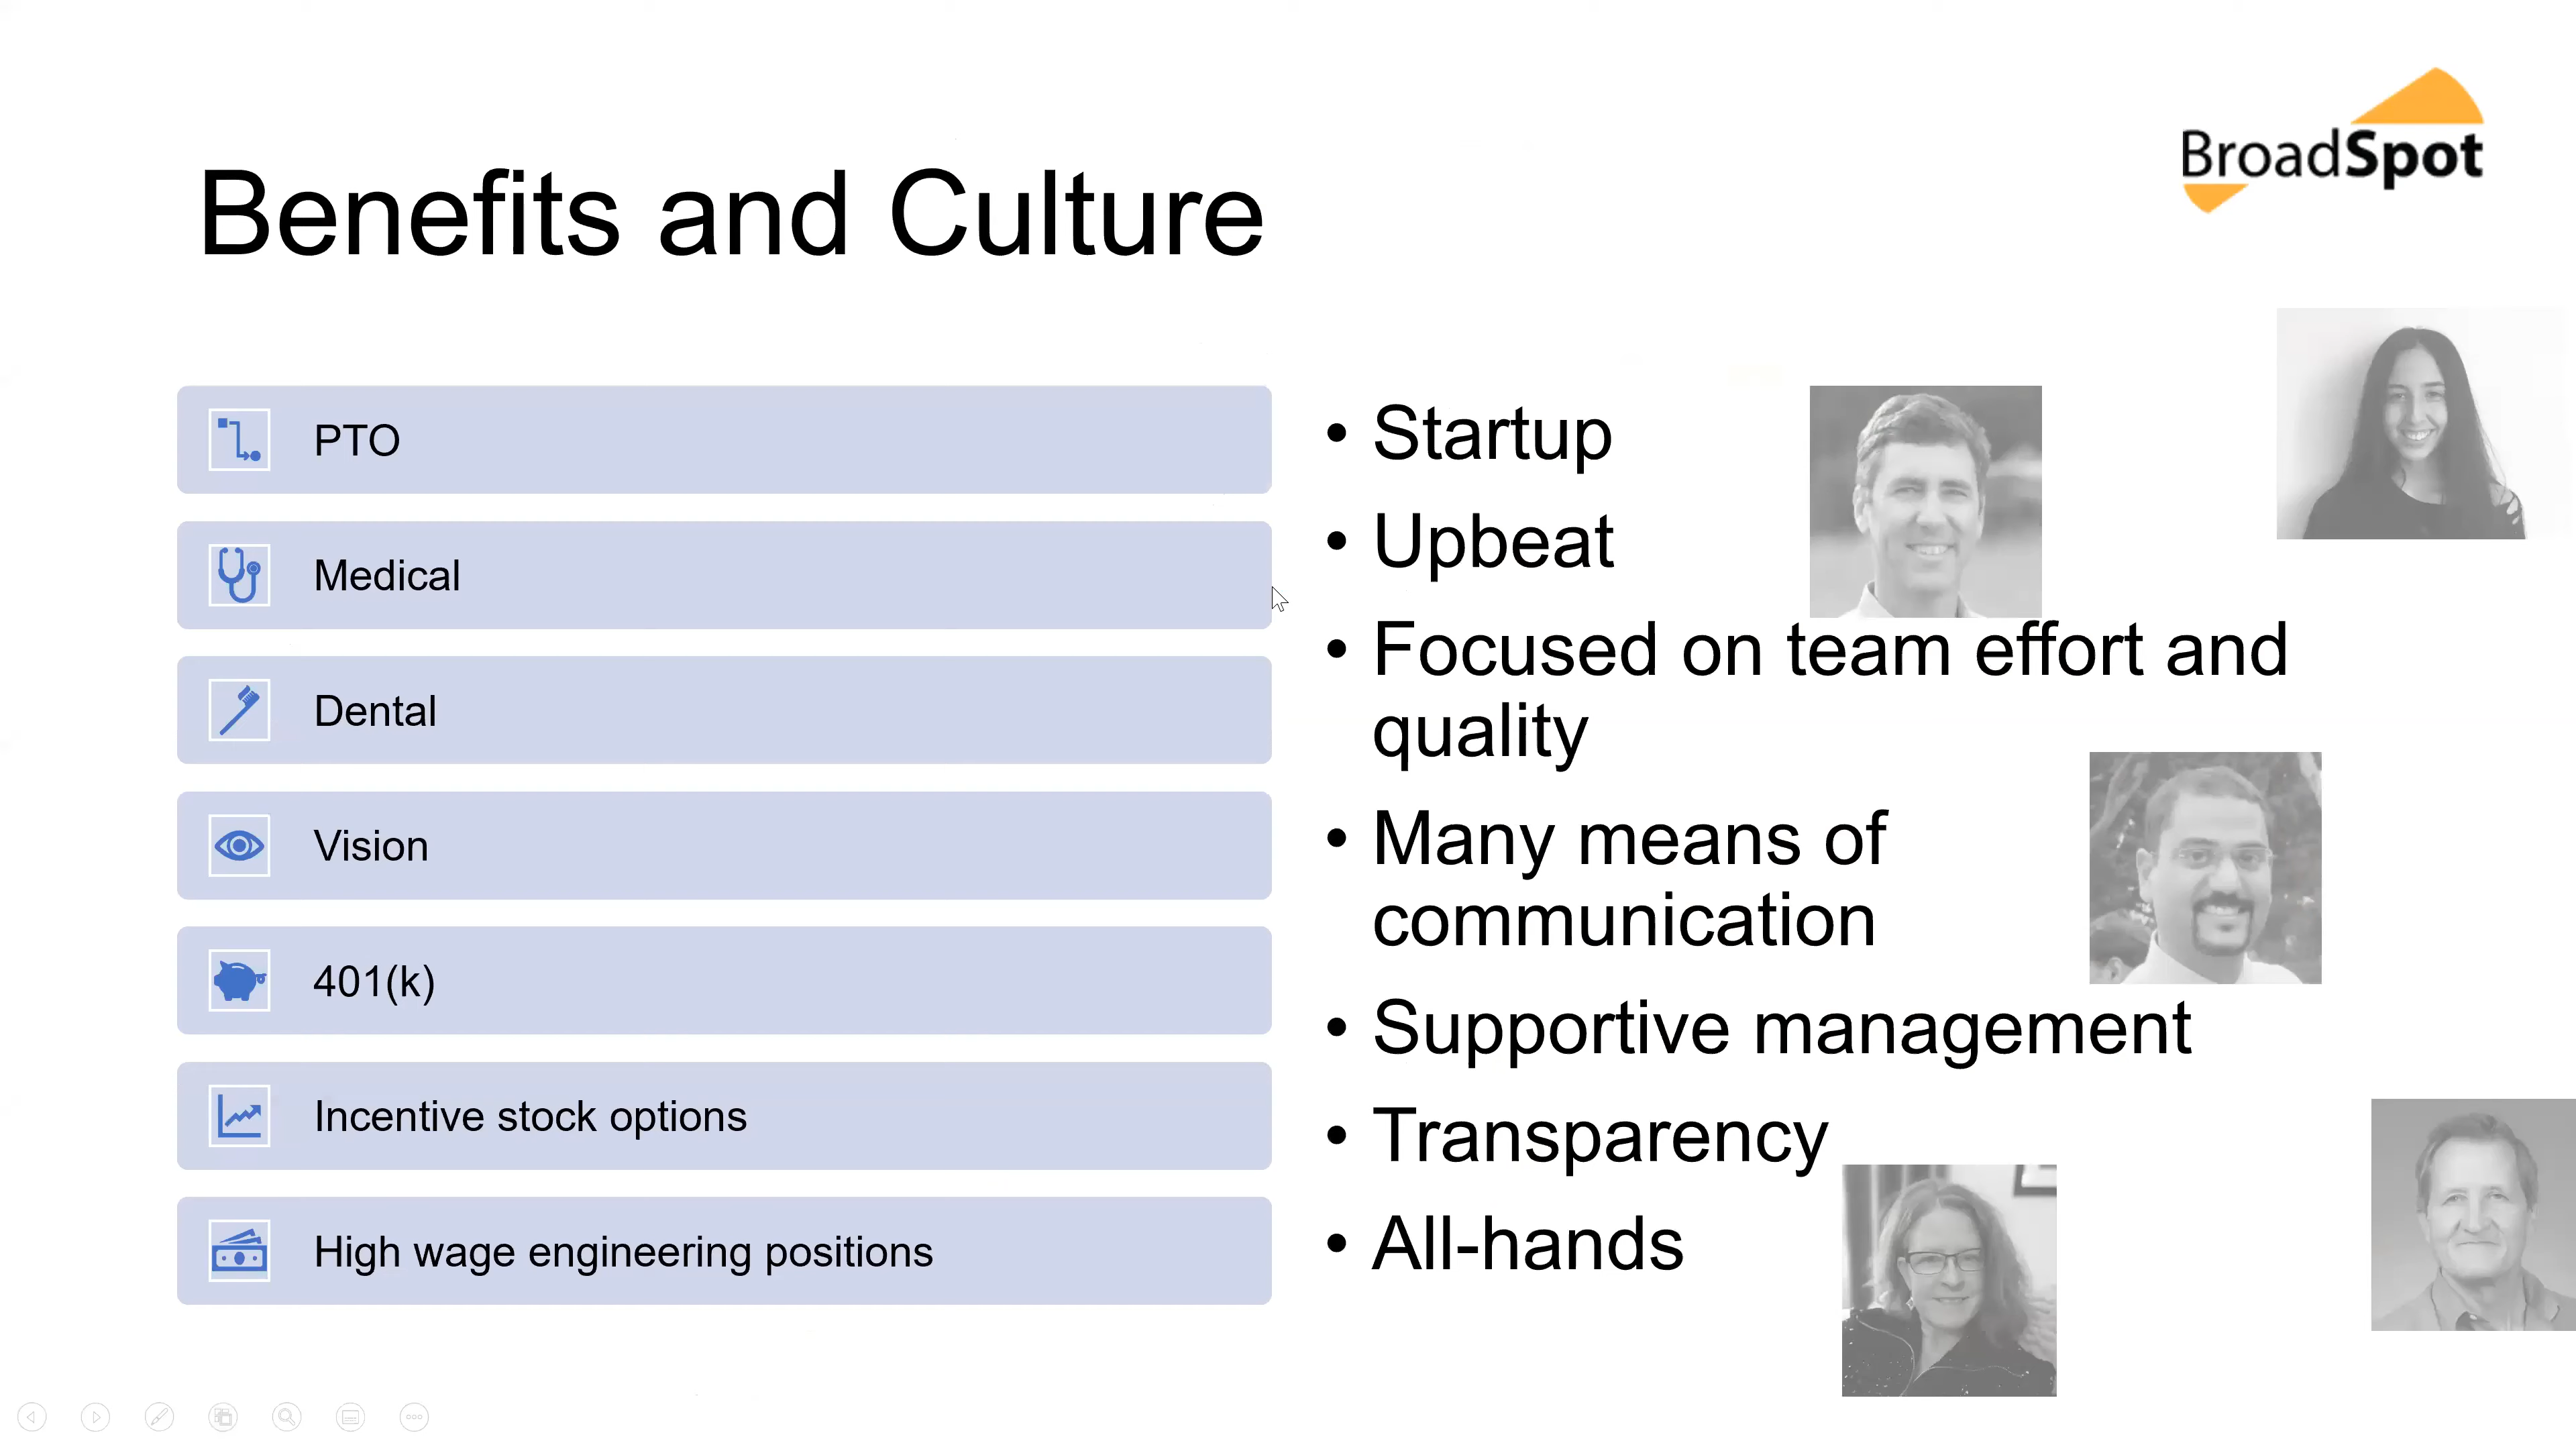 BroadSpot
Benefits and Culture
PTO
Medical
Dental
Vision
401(k)
Incentive stock options
High wage engineering positions
• Startup
• Upbeat
• Focused on team effort and
quality
• Many means of
communication
• Supportive management
• Transparency
• All-hands